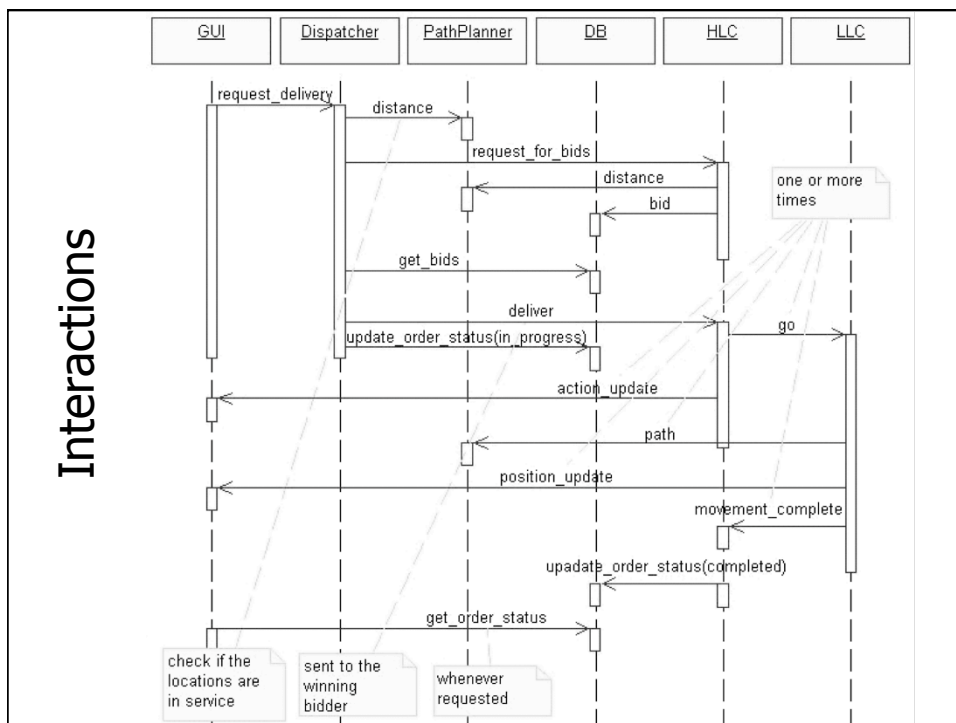 Interactions
GUI
Dispatcher
PathPlanner
DB
HLC
LLC
request_delivery
distance
request_for_bids
distance
one or more
times
bid
get_bids
deliver
go
update_order_status(in_progress)
action_update
path
position_update
movement_complete
upadate_order_status(completed)
get_order_status
check if the
locations are
in service
sent to the
winning
bidder
whenever
requested